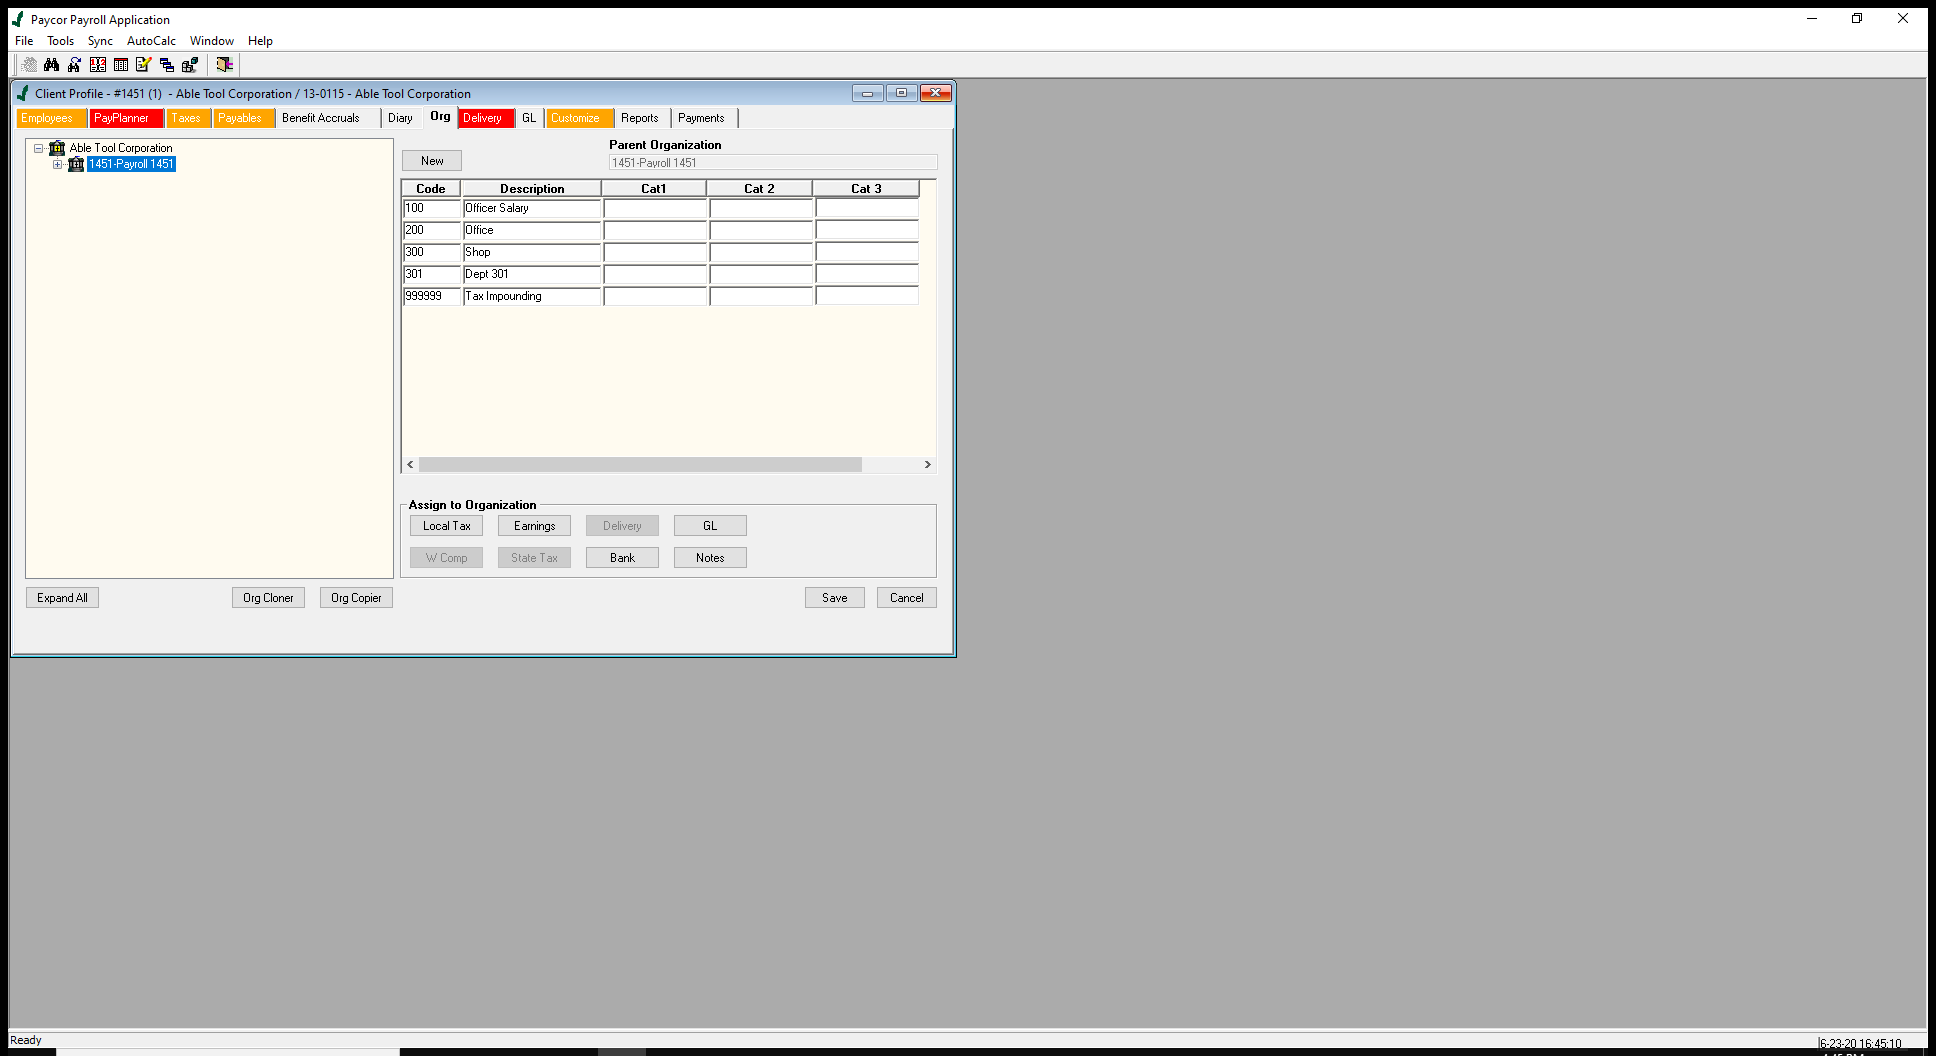 Paycor Payroll Application
File Tools Sync AutoCalc Window Help
Client Profile - #1451 (1) - Able Tool Corporation / 13-0115 - Able Tool Corporation
Employees PayPlanner Taxes Payables Benefit Accruals Diary Org Delivery GL Customize Reports Payments
Able Tool Corporation
1451-Payroll 1451
New
Parent Organization
1451-Payroll 1451
Code Description Cat1 Cat 2 Cat 3
100 Officer Salary
200 Office
300 Shop
301 Dept 301
999999 Tax Impounding
Assign to Organization
Local Tax Earnings Delivery GL
W Comp State Tax Bank Notes
Expand All Org Cloner Org Copier Save Cancel
Ready
6-23-20 16:45:10